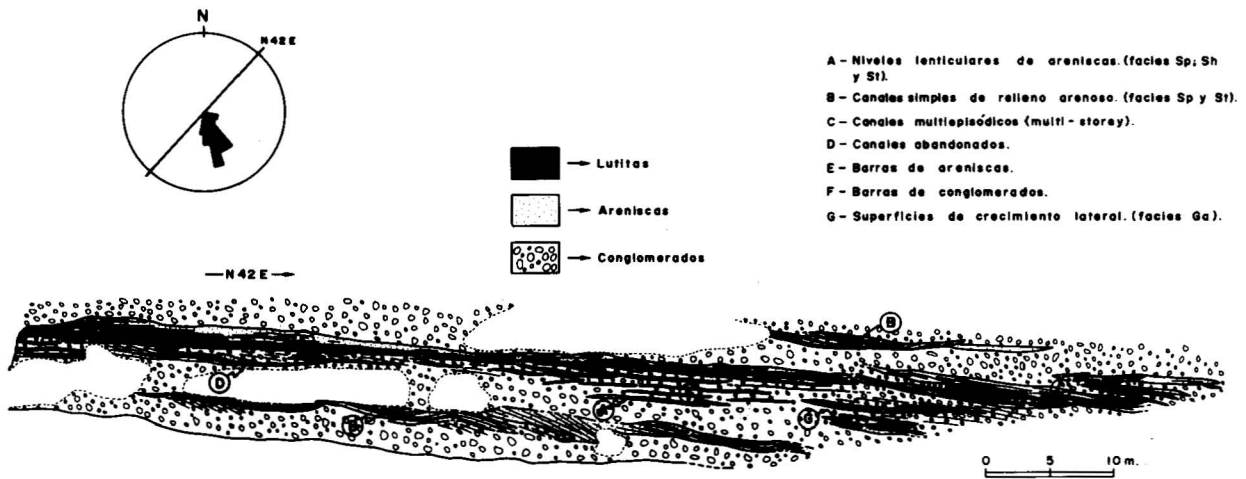 N
N42E
A - Niveles lenticulares de areniscas. (facies Sp; Sh
y St).
B - Canales simples de relleno arenoso. (facies Sp y St).
C - Canales multiepisódicos (multi-storey).
D - Canales abandonados.
E - Barras de areniscas.
F - Barras de conglomerados.
G - Superficies de crecimiento lateral. (facies Ga).
Lutitas
Areniscas
Conglomerados
N42E
B
D
G
0 5 10 m.